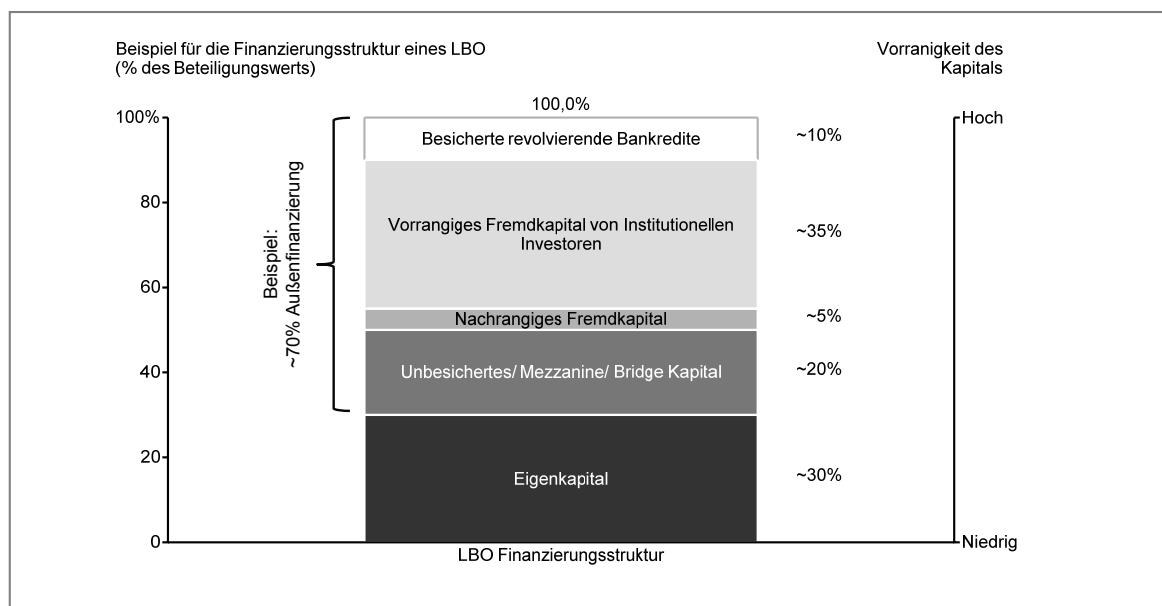 Beispiel für die Finanzierungsstruktur eines LBO
(% des Beteiligungswerts)
Vorranigkeit des
Kapitals
100,0%
100%
Hoch
Besicherte revolvierende Bankredite
~10%
80
Vorrangiges Fremdkapital von Institutionellen
Investoren
~35%
Beispiel:
~70% Außenfinanzierung
60
Nachrangiges Fremdkapital
~5%
40
Unbesichertes/ Mezzanine/ Bridge Kapital
~20%
20
Eigenkapital
~30%
0
Niedrig
LBO Finanzierungsstruktur